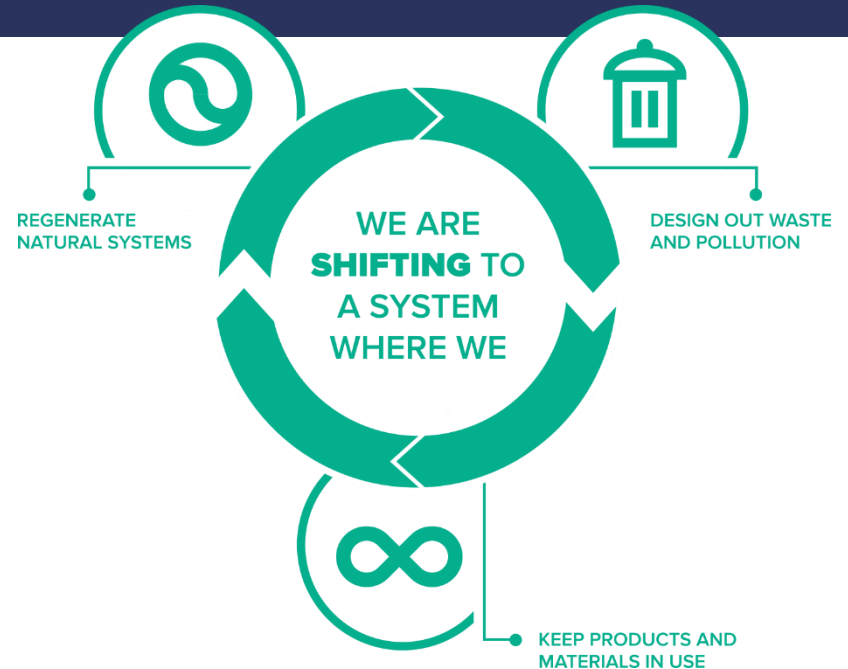 WE ARE
SHIFTING TO
A SYSTEM
WHERE WE
REGENERATE
NATURAL SYSTEMS
DESIGN OUT WASTE
AND POLLUTION
KEEP PRODUCTS AND
MATERIALS IN USE